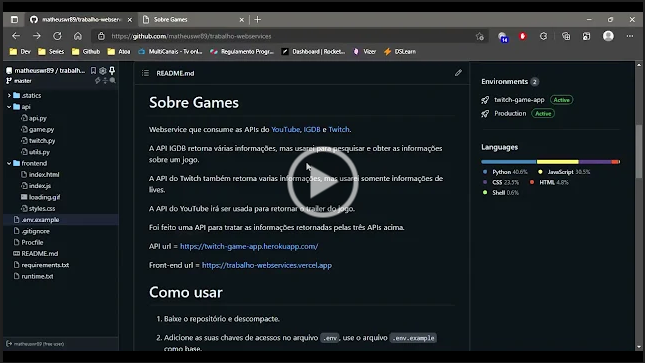 matheuswr89/trabalho-webservic
Sobre Games
https://github.com/matheuswr89/trabalho-webservices
Dev
Series
Github
Atoa
MultiCanais - Tv onl...
Regulamento Progr...
Dashboard | Rocket...
Vizer
DSLearn
matheuswr89 / trabalh...
master
.statics
api
api.py
game.py
twitch.py
utils.py
frontend
index.html
index.js
loading.gif
styles.css
.env.example
.gitignore
Procfile
README.md
requirements.txt
runtime.txt
matheuswr89 (free user)
README.md
Sobre Games
Webservice que consume as APIs do YouTube, IGDB e Twitch.
A API IGDB retorna várias informações, mas usarei para pesquisar e obter as informações
sobre um jogo.
A API do Twitch também retorna varias informações, mas usarei somente informações de
lives.
A API do YouTube irá ser usada para retornar o trailer do jogo.
Foi feito uma API para tratar as informações retornadas pelas três APIs acima.
API url = https://twitch-game-app.herokuapp.com/
Front-end url = https://trabalho-webservices.vercel.app
Como usar
1. Baixe o repositório e descompacte.
2. Adicione as suas chaves de acessos no arquivo .env, use o arquivo .env.example
como base.
Environments 2
twitch-game-app Active
Production Active
Languages
Python 40.6%
JavaScript 30.5%
CSS 23.5%
HTML 4.8%
Shell 0.6%